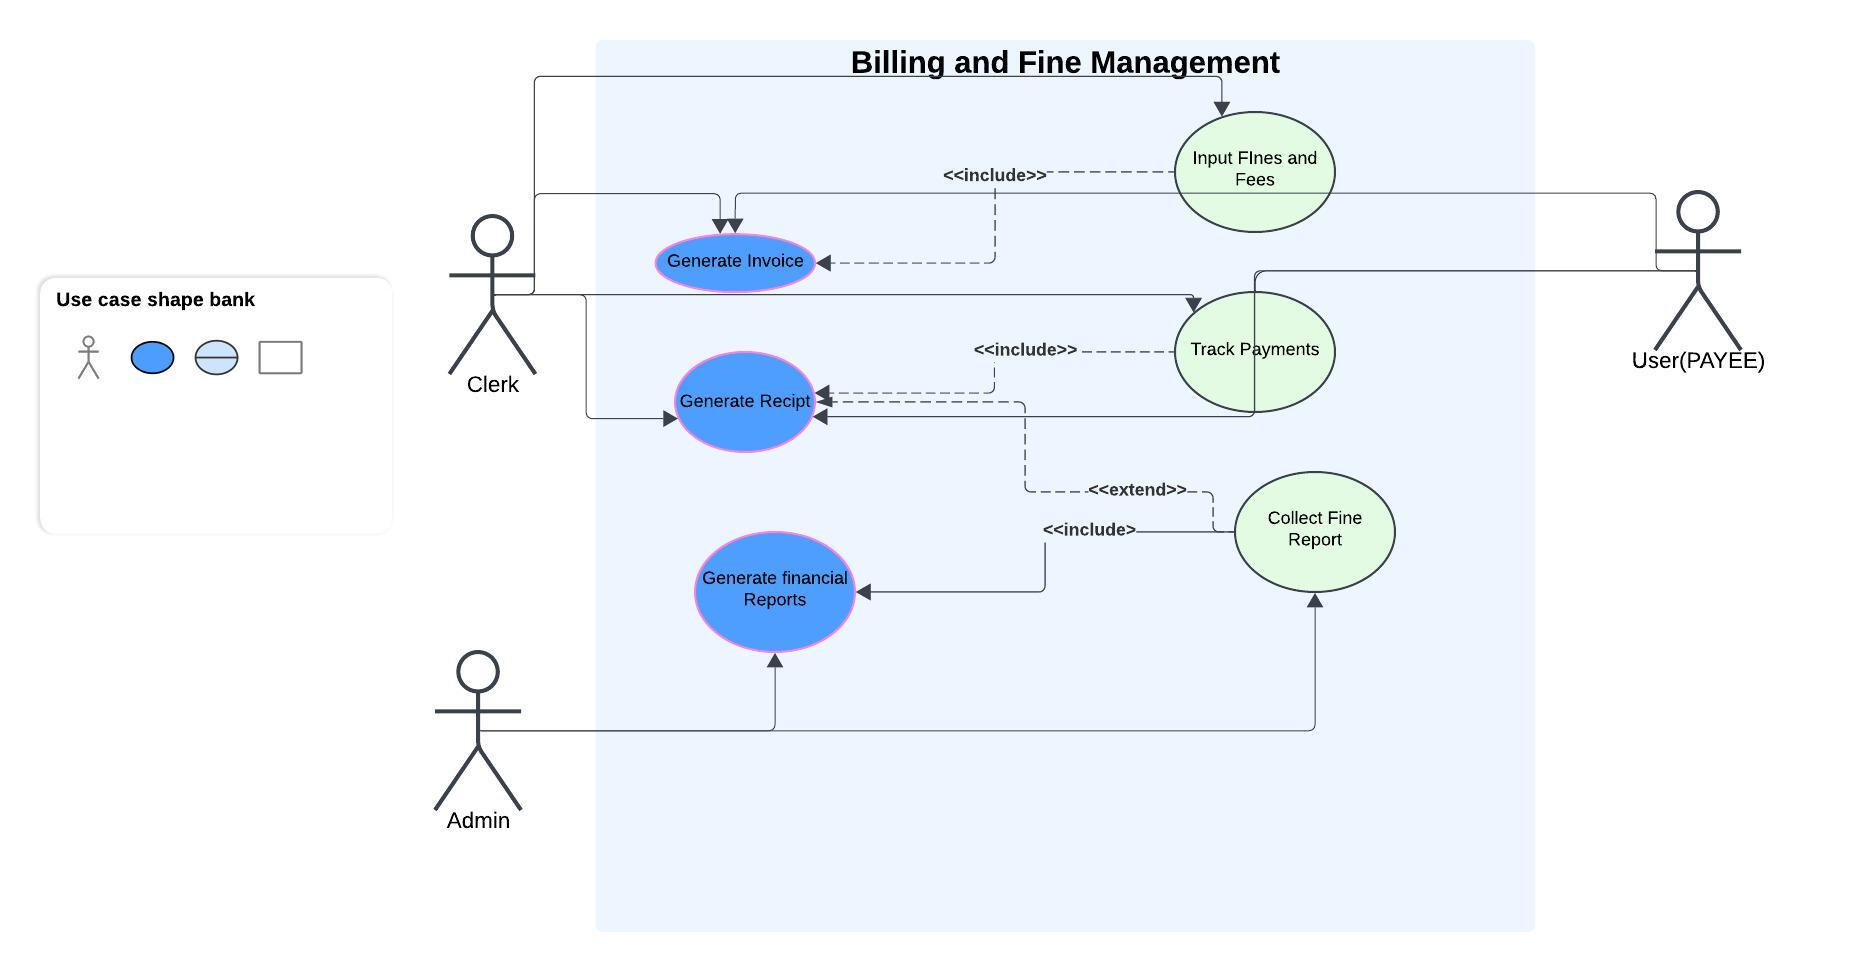 Billing and Fine Management
Input FInes and
Fees
<<include>>
Generate Invoice
Use case shape bank
Clerk
User(PAYEE)
<<include>>
Track Payments
Generate Recipt
<<extend>>
<<include>
Collect Fine
Report
Generate financial
Reports
Admin